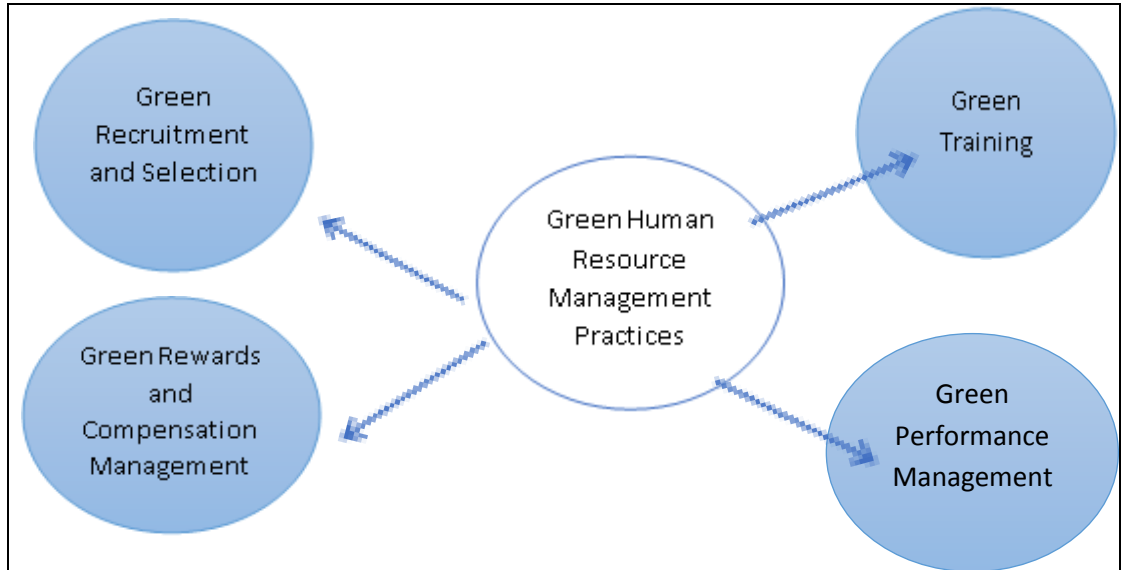 Green
Recruitment
and Selection
Green
Training
Green Human
Resource
Management
Practices
Green Rewards
and
Compensation
Management
Green
Performance
Management